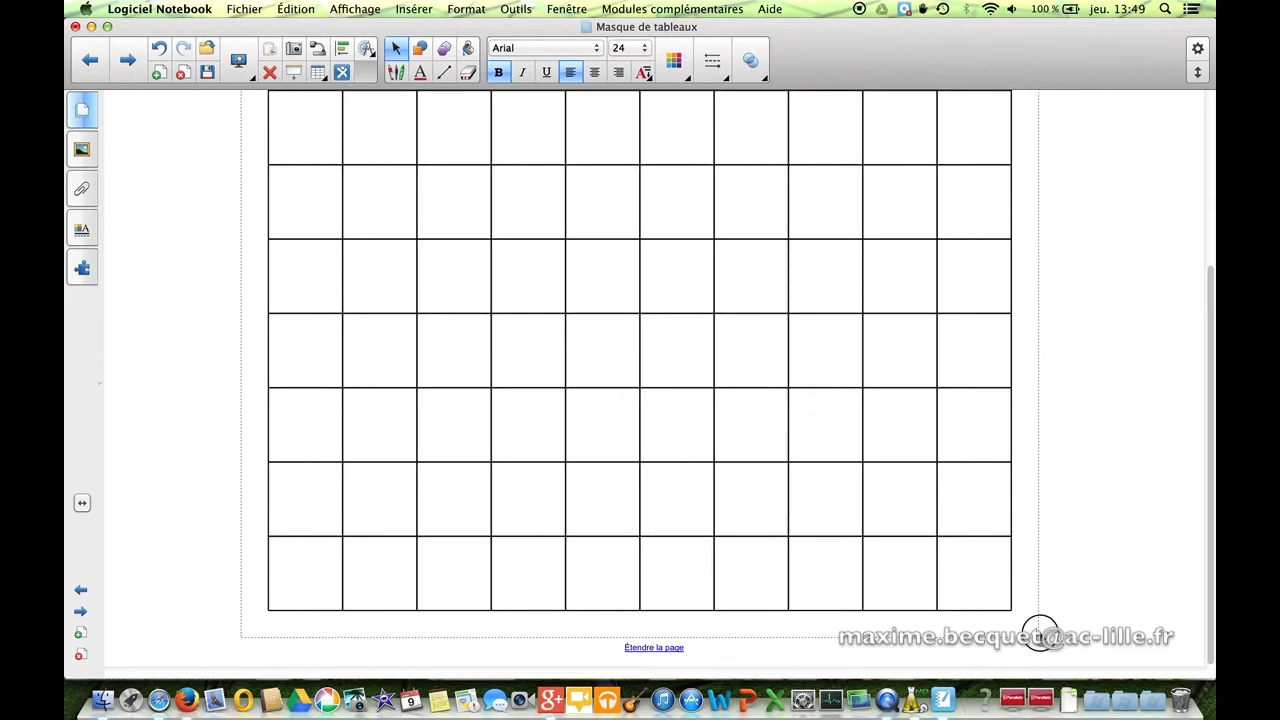 Logiciel Notebook Fichier Édition Affichage Insérer Format Outils Fenêtre Modules complémentaires Aide 100 % jeu. 13:49
Masque de tableaux
Arial 24
B I U A
Étendre la page
maxime.becquet@ac-lille.fr